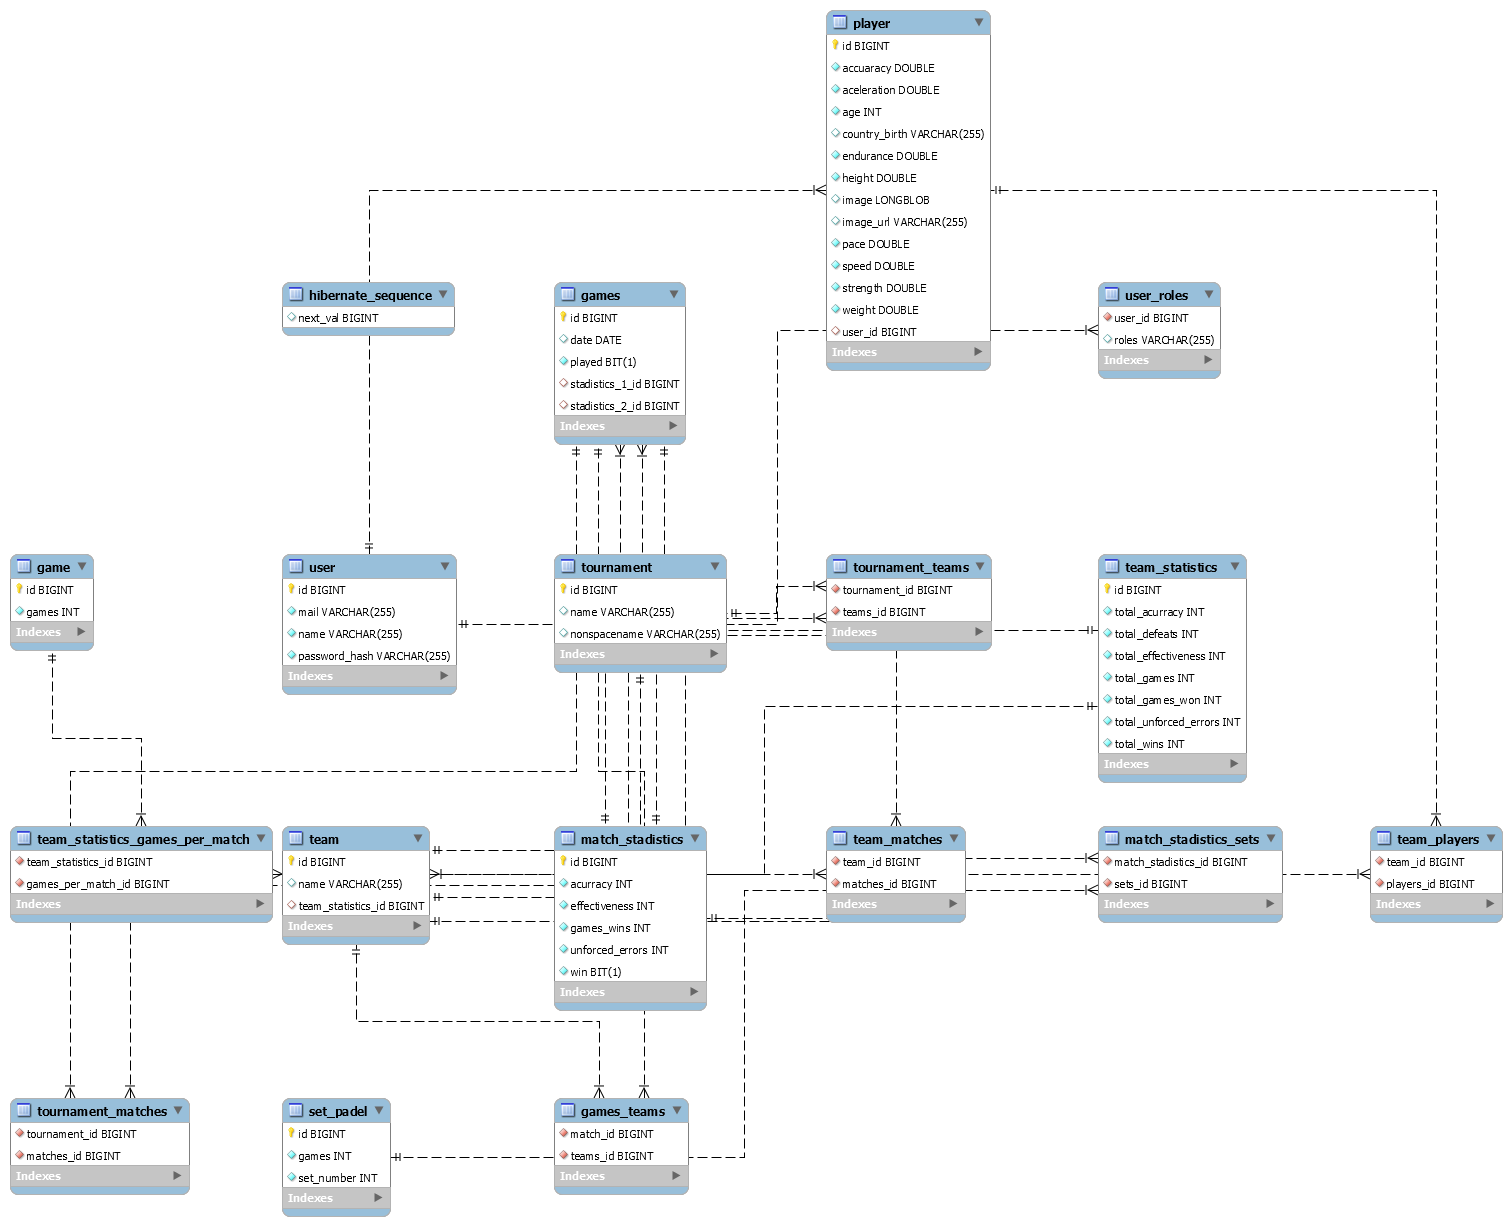 player
id BIGINT
accuaracy DOUBLE
aceleration DOUBLE
age INT
country_birth VARCHAR(255)
endurance DOUBLE
height DOUBLE
image LONGBLOB
image_url VARCHAR(255)
pace DOUBLE
speed DOUBLE
strength DOUBLE
weight DOUBLE
user_id BIGINT
Indexes
hibernate_sequence
next_val BIGINT
games
id BIGINT
date DATE
played BIT(1)
stadistics_1_id BIGINT
stadistics_2_id BIGINT
Indexes
user_roles
user_id BIGINT
roles VARCHAR(255)
Indexes
game
id BIGINT
games INT
Indexes
user
id BIGINT
mail VARCHAR(255)
name VARCHAR(255)
password_hash VARCHAR(255)
Indexes
tournament
id BIGINT
name VARCHAR(255)
nonspacename VARCHAR(255)
Indexes
tournament_teams
tournament_id BIGINT
teams_id BIGINT
Indexes
team_statistics
id BIGINT
total_acurracy INT
total_defeats INT
total_effectiveness INT
total_games INT
total_games_won INT
total_unforced_errors INT
total_wins INT
Indexes
team_statistics_games_per_match
team_statistics_id BIGINT
games_per_match_id BIGINT
Indexes
team
id BIGINT
name VARCHAR(255)
team_statistics_id BIGINT
Indexes
match_stadistics
id BIGINT
acurracy INT
effectiveness INT
games_wins INT
unforced_errors INT
win BIT(1)
Indexes
team_matches
team_id BIGINT
matches_id BIGINT
Indexes
match_stadistics_sets
match_stadistics_id BIGINT
sets_id BIGINT
Indexes
team_players
team_id BIGINT
players_id BIGINT
Indexes
tournament_matches
tournament_id BIGINT
matches_id BIGINT
Indexes
set_padel
id BIGINT
games INT
set_number INT
Indexes
games_teams
match_id BIGINT
teams_id BIGINT
Indexes